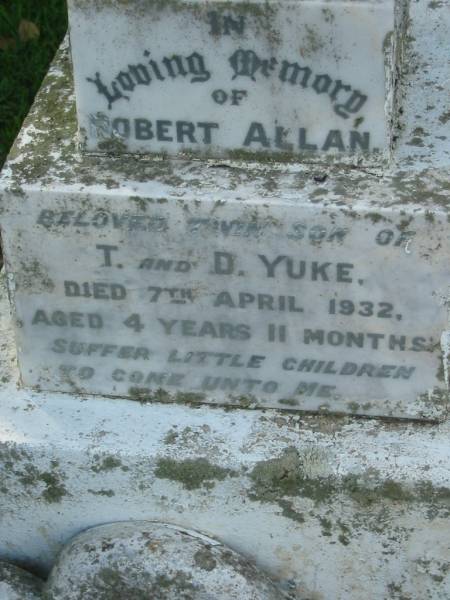 IN
Loving Memory
OF
ROBERT ALLAN
BELOVED TWIN SON OF
T. AND D. YUKE,
DIED 7TH APRIL 1932,
AGED 4 YEARS 11 MONTHS.
SUFFER LITTLE CHILDREN
TO COME UNTO ME.